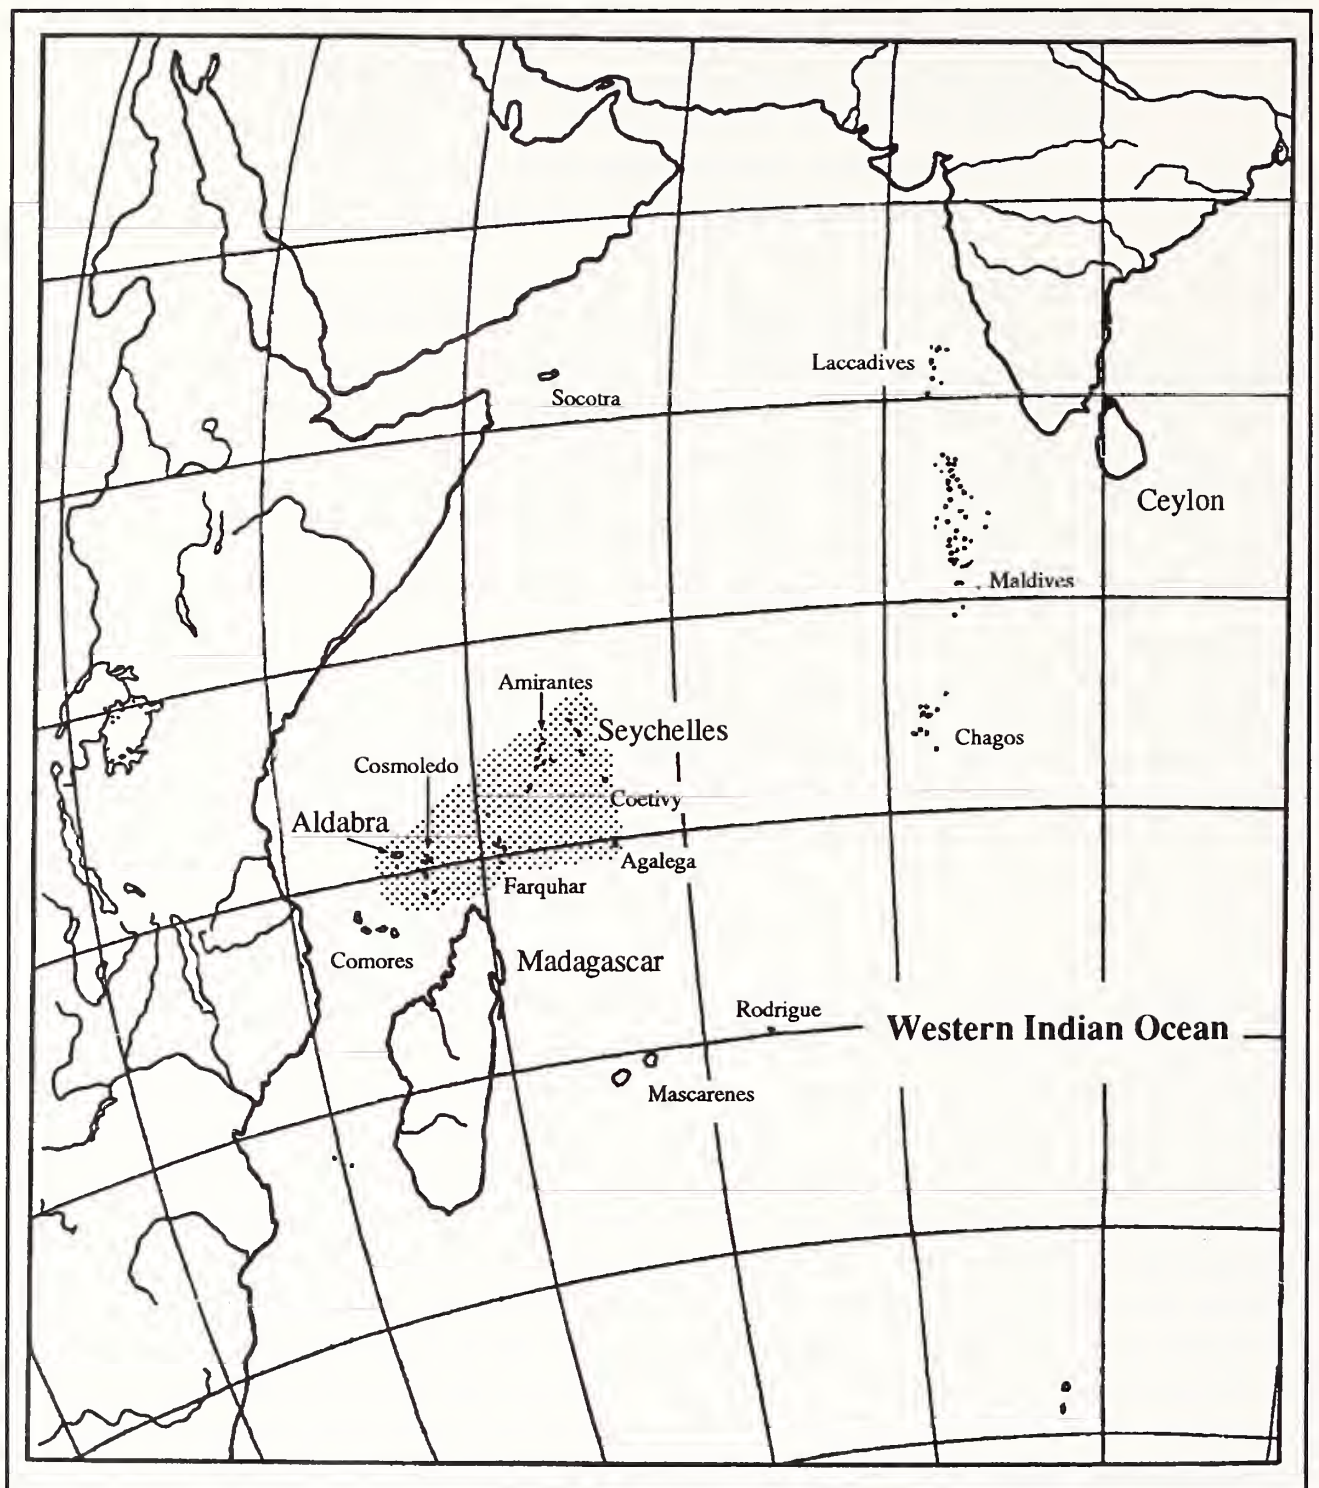 Laccadives
Socotra
Ceylon
Maldives
Amirantes
Seychelles
Chagos
Cosmoledo
Coetivy
Aldabra
Agalega
Farquhar
Comores
Madagascar
Rodrigue
Western Indian Ocean
Mascarenes